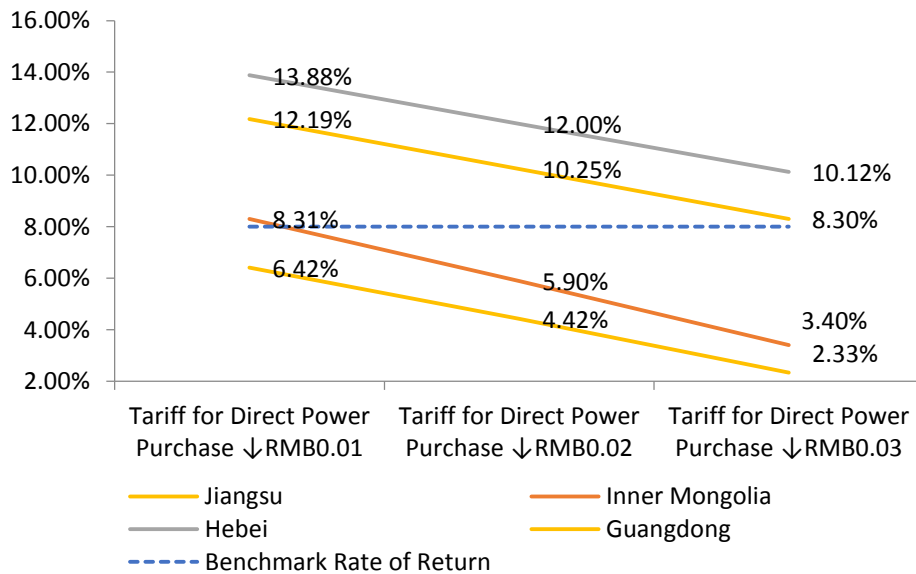 16.00%
14.00%
12.00%
10.00%
8.00%
6.00%
4.00%
2.00%
13.88%
12.00%
10.12%
12.19%
10.25%
8.30%
8.31%
5.90%
3.40%
6.42%
4.42%
2.33%
Tariff for Direct Power
Purchase ↓RMB0.01
Tariff for Direct Power
Purchase ↓RMB0.02
Tariff for Direct Power
Purchase ↓RMB0.03
Jiangsu
Inner Mongolia
Hebei
Guangdong
Benchmark Rate of Return